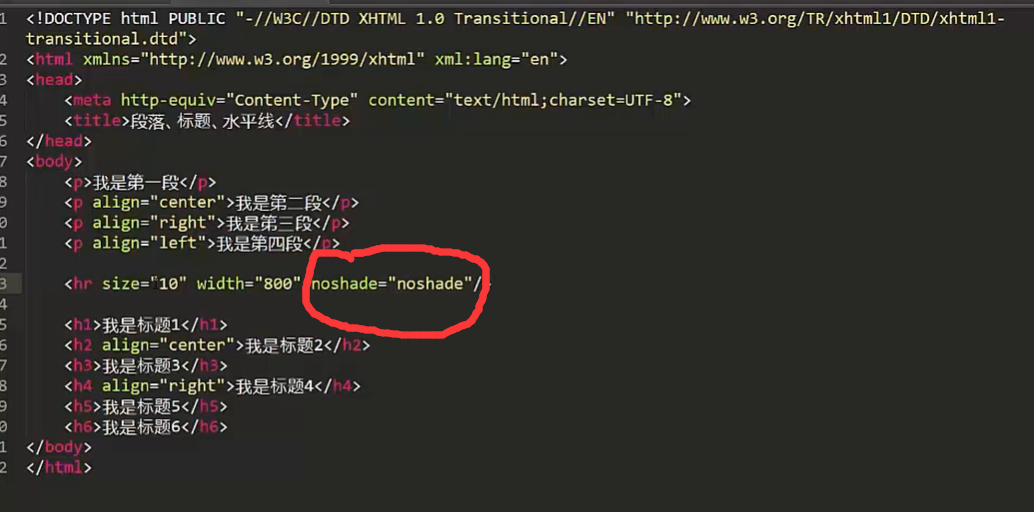 1 <!DOCTYPE html PUBLIC "-//W3C//DTD XHTML 1.0 Transitional//EN" "http://www.w3.org/TR/xhtml1/DTD/xhtml1-
transitional.dtd">
2 <html xmlns="http://www.w3.org/1999/xhtml" xml:lang="en">
3 <head>
4 <meta http-equiv="Content-Type" content="text/html;charset=UTF-8">
5 <title>段落、标题、水平线</title>
6 </head>
7 <body>
8 <p>我是第一段</p>
9 <p align="center">我是第二段</p>
0 <p align="right">我是第三段</p>
1 <p align="left">我是第四段</p>
2
3 <hr size="10" width="800" noshade="noshade"/>
4
5 <h1>我是标题1</h1>
6 <h2 align="center">我是标题2</h2>
7 <h3>我是标题3</h3>
8 <h4 align="right">我是标题4</h4>
9 <h5>我是标题5</h5>
0 <h6>我是标题6</h6>
1 </body>
2 </html>